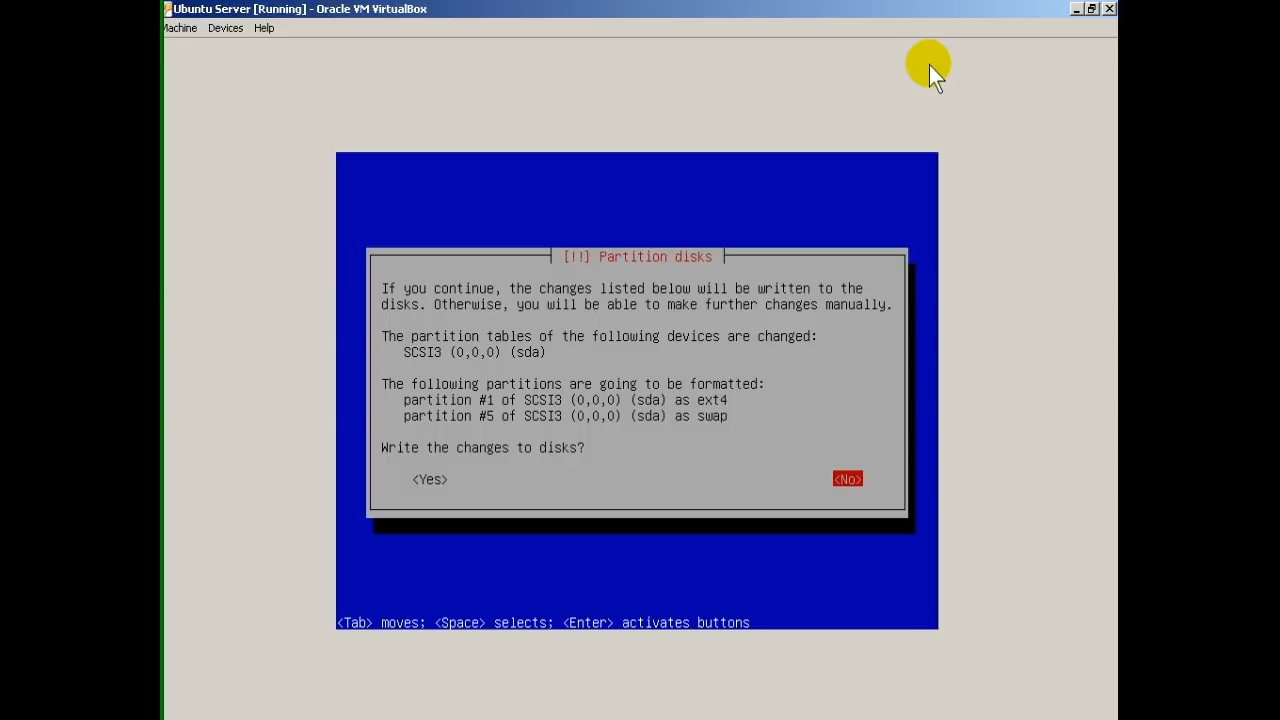 Ubuntu Server [Running] - Oracle VM VirtualBox
Machine Devices Help
[!!] Partition disks
If you continue, the changes listed below will be written to the
disks. Otherwise, you will be able to make further changes manually.
The partition tables of the following devices are changed:
SCSI3 (0,0,0) (sda)
The following partitions are going to be formatted:
partition #1 of SCSI3 (0,0,0) (sda) as ext4
partition #5 of SCSI3 (0,0,0) (sda) as swap
Write the changes to disks?
<Yes> <No>
<Tab> moves; <Space> selects; <Enter> activates buttons